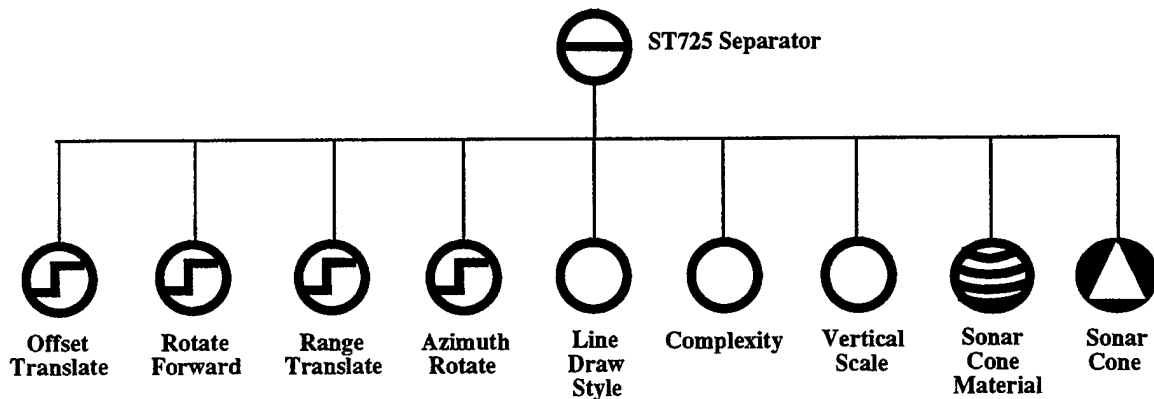 ST725 Separator
Offset
Translate
Rotate
Forward
Range
Translate
Azimuth
Rotate
Line
Draw
Style
Complexity
Vertical
Scale
Sonar
Cone
Material
Sonar
Cone